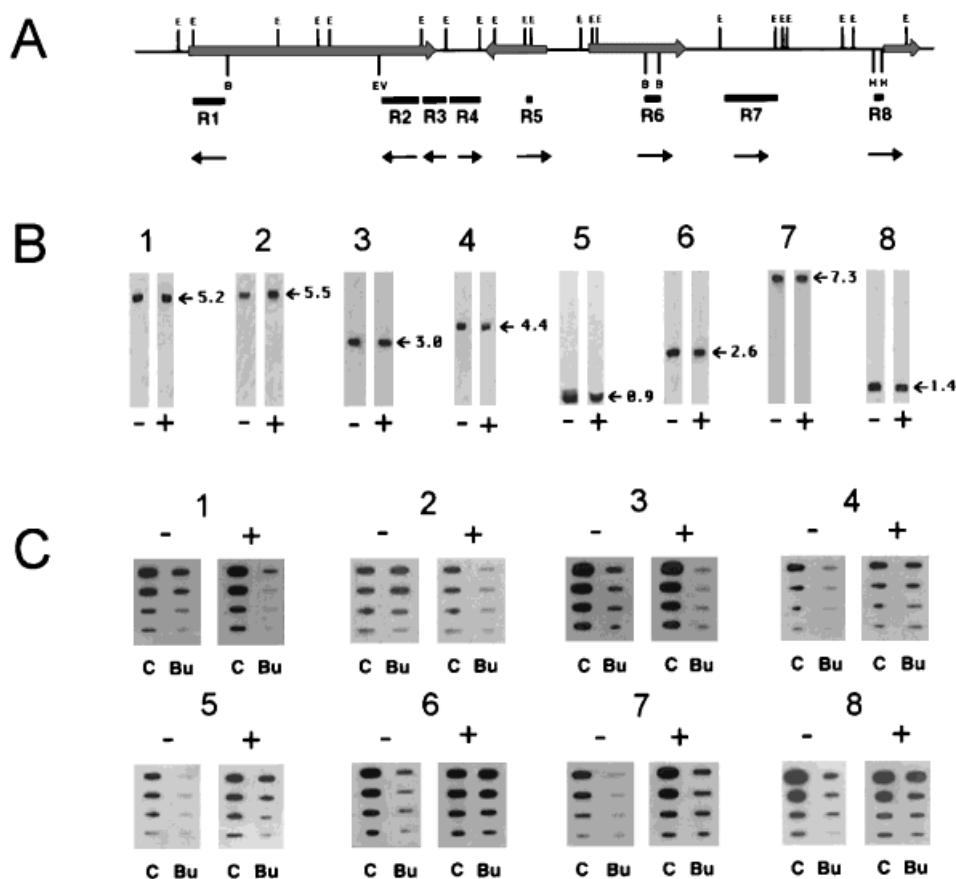 A
E E E E E E E E E E E E E E E E E E E E E E
B EV B B H H
R1 R2 R3 R4 R5 R6 R7 R8
B
1 2 3 4 5 6 7 8
←5.2 ←5.5 ←3.0 ←4.4 ←0.9 ←2.6 ←7.3 ←1.4
- + - + - + - + - + - + - + - +
C
1 2 3 4
- + - + - + - +
C Bu C Bu C Bu C Bu C Bu C Bu C Bu C Bu
5 6 7 8
- + - + - + - +
C Bu C Bu C Bu C Bu C Bu C Bu C Bu C Bu